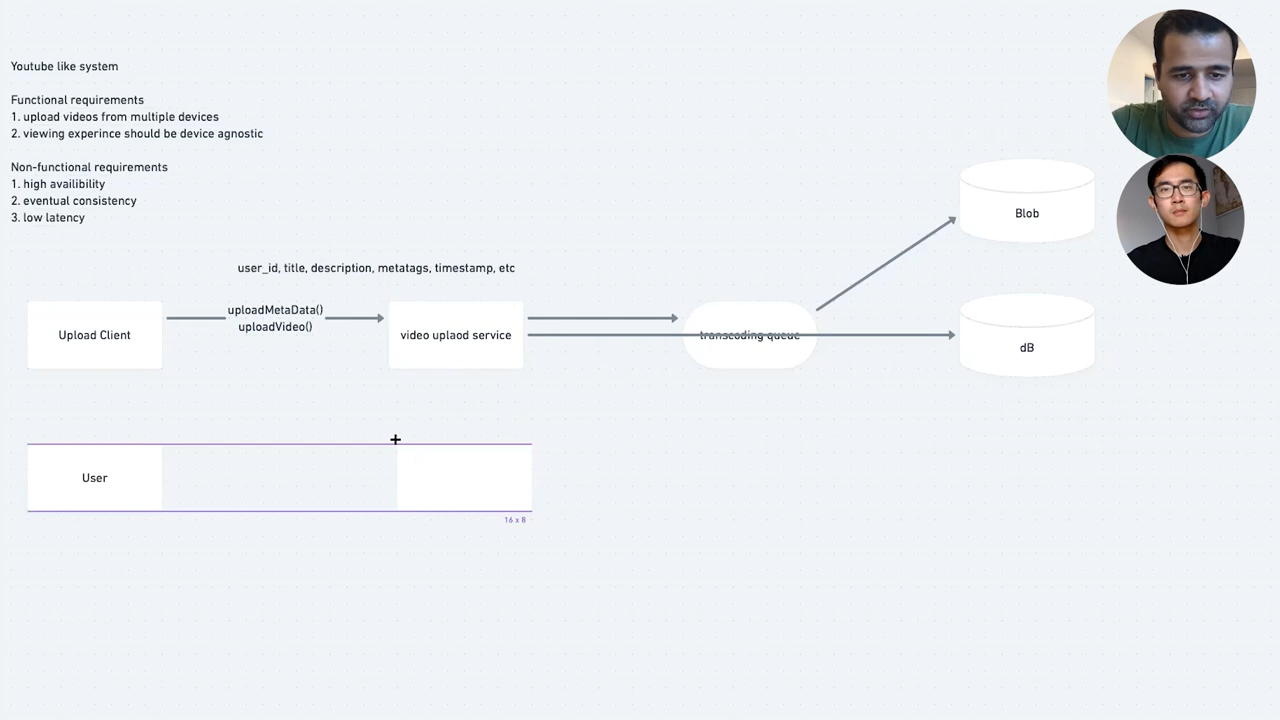 Youtube like system
Functional requirements
1. upload videos from multiple devices
2. viewing experince should be device agnostic
Non-functional requirements
1. high availibility
2. eventual consistency
3. low latency
user_id, title, description, metatags, timestamp, etc
Upload Client
uploadMetaData()
uploadVideo()
video uplaod service
transcoding queue
Blob
dB
User
16 x 8